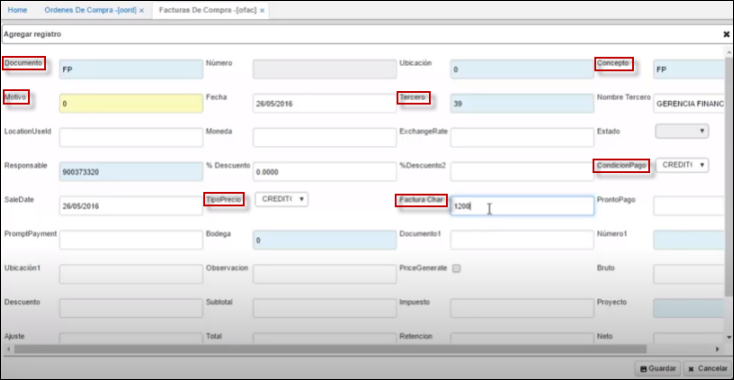 Home Ordenes De Compra -[oord] x Facturas De Compra -[ofac] x
Agregar registro
Documento FP Número Ubicación 0 Concepto FP
Motivo 0 Fecha 26/05/2016 Tercero 39 Nombre Tercero GERENCIA FINANC
LocationUseId Moneda ExchangeRate Estado
Responsable 900373320 % Descuento 0.0000 %Descuento2 CondicionPago CREDIT
SaleDate 26/05/2016 TipoPrecio CREDIT Factura Char 1200 ProntoPago
PromptPayment Bodega 0 Documento1 Número1
Ubicación1 Observacion PriceGenerate Bruto
Descuento Subtotal Impuesto Proyecto
Ajuste Total Retencion Neto
Guardar Cancelar